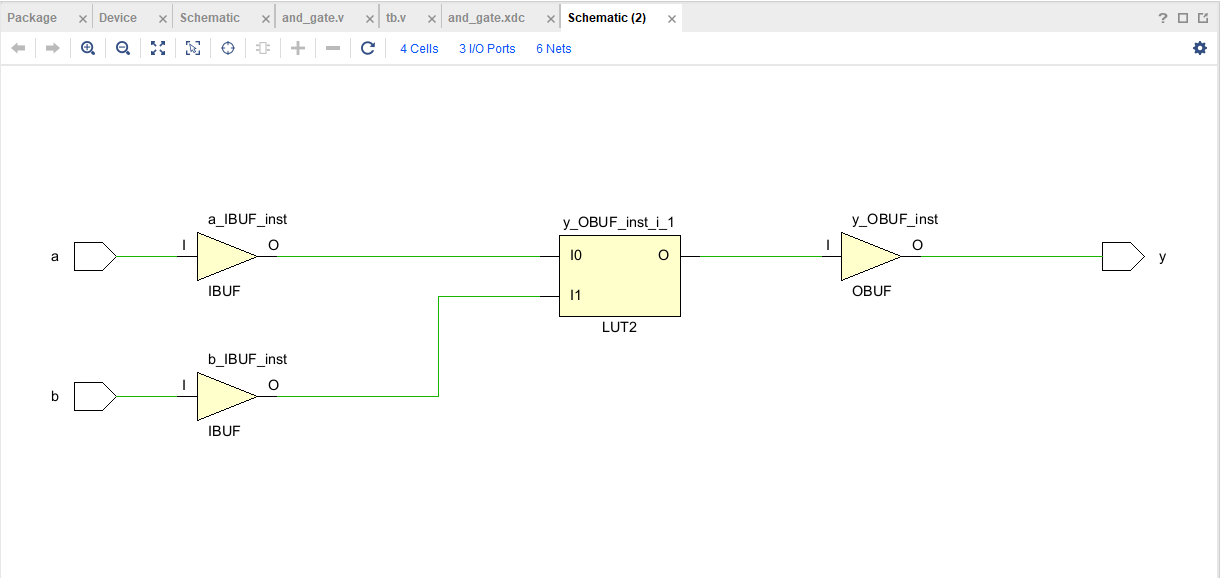 Package Device Schematic and_gate.v tb.v and_gate.xdc Schematic (2)
4 Cells 3 I/O Ports 6 Nets
a_IBUF_inst y_OBUF_inst_i_1 y_OBUF_inst
a I O I0 O I O y
IBUF I1 OBUF
LUT2
b_IBUF_inst
b I O
IBUF